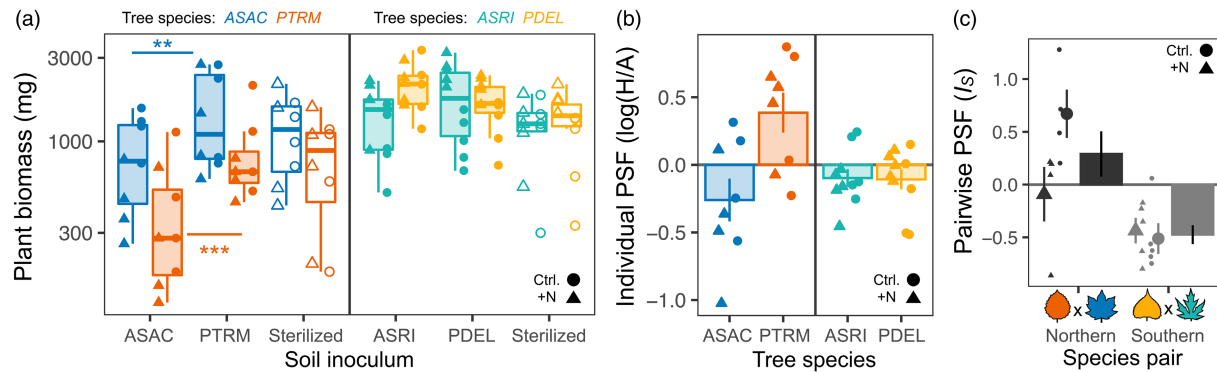 (a) Tree species: ASAC PTRM Tree species: ASRI PDEL
3000
1000
300
Plant biomass (mg)
**
***
Ctrl.
+N
ASAC PTRM Sterilized ASRI PDEL Sterilized
Soil inoculum
(b)
0.5
0.0
−0.5
−1.0
Individual PSF (log(H/A)
Ctrl.
+N
ASAC PTRM ASRI PDEL
Tree species
(c)
Ctrl.
+N
1.0
0.5
0.0
−0.5
Pairwise PSF (Is)
x x
Northern Southern
Species pair